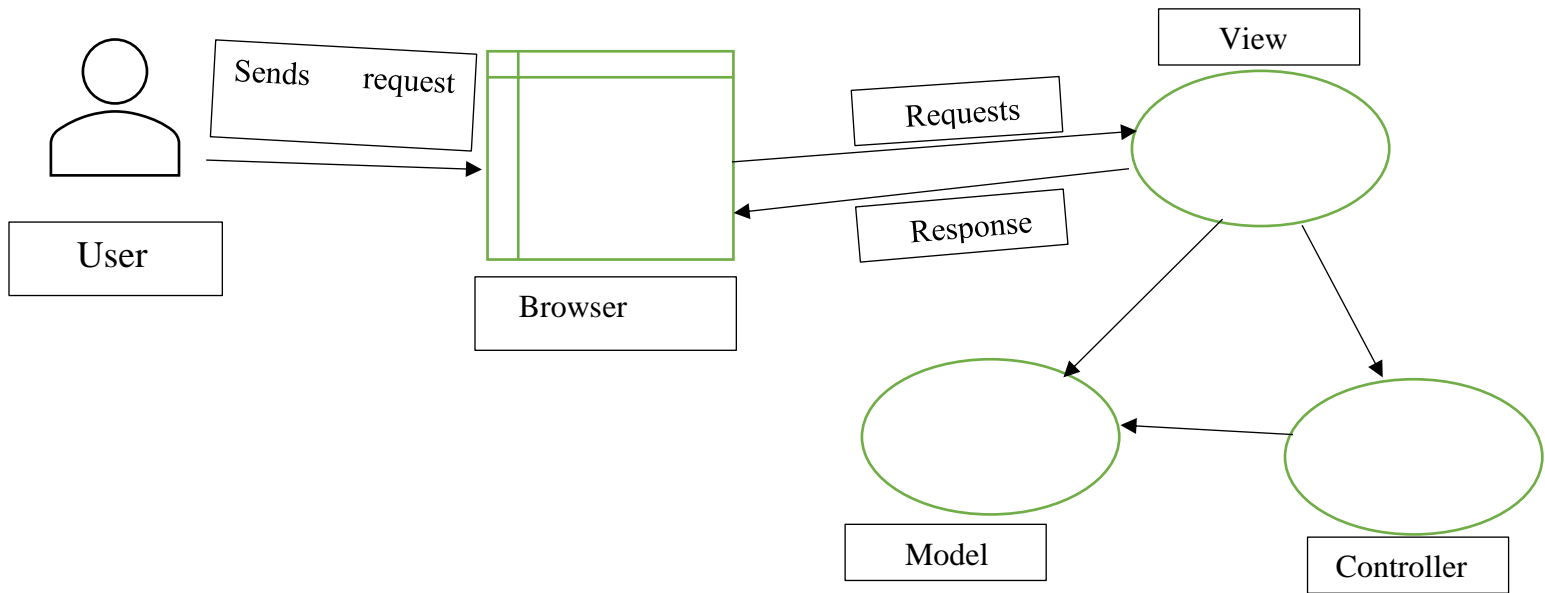 View
Sends request
Requests
Response
User
Browser
Model
Controller